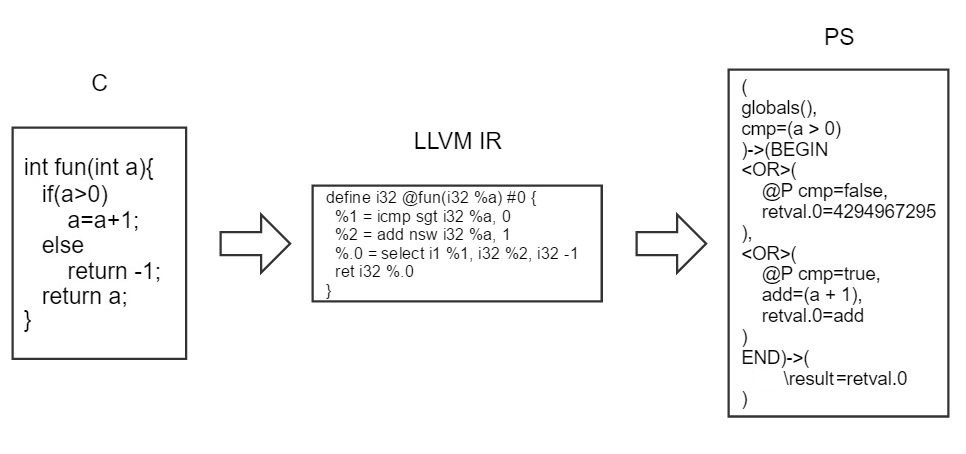 C
int fun(int a){
if(a>0)
a=a+1;
else
return -1;
return a;
}
LLVM IR
define i32 @fun(i32 %a) #0 {
%1 = icmp sgt i32 %a, 0
%2 = add nsw i32 %a, 1
%.0 = select i1 %1, i32 %2, i32 -1
ret i32 %.0
}
PS
(
globals(),
cmp=(a > 0)
)->(BEGIN
<OR>(
@P cmp=false,
retval.0=4294967295
),
<OR>(
@P cmp=true,
add=(a + 1),
retval.0=add
)
END)->(
\result=retval.0
)